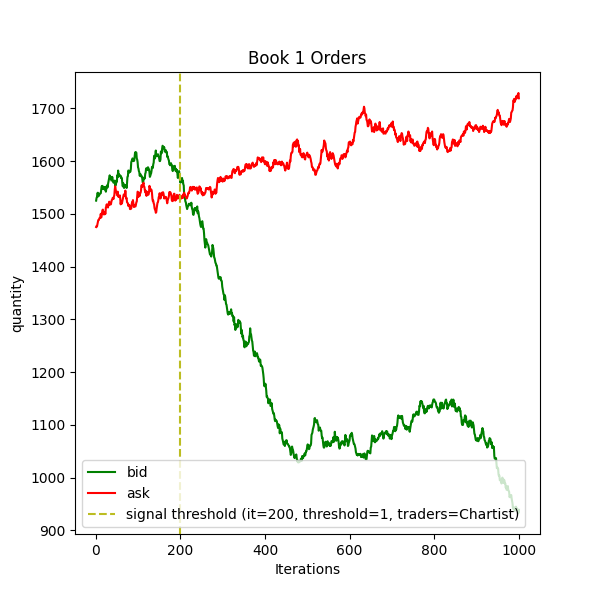 Book 1 Orders
quantity
1700
1600
1500
1400
1300
1200
1100
1000
900
bid
ask
signal threshold (it=200, threshold=1, traders=Chartist)
0 200 400 600 800 1000
Iterations